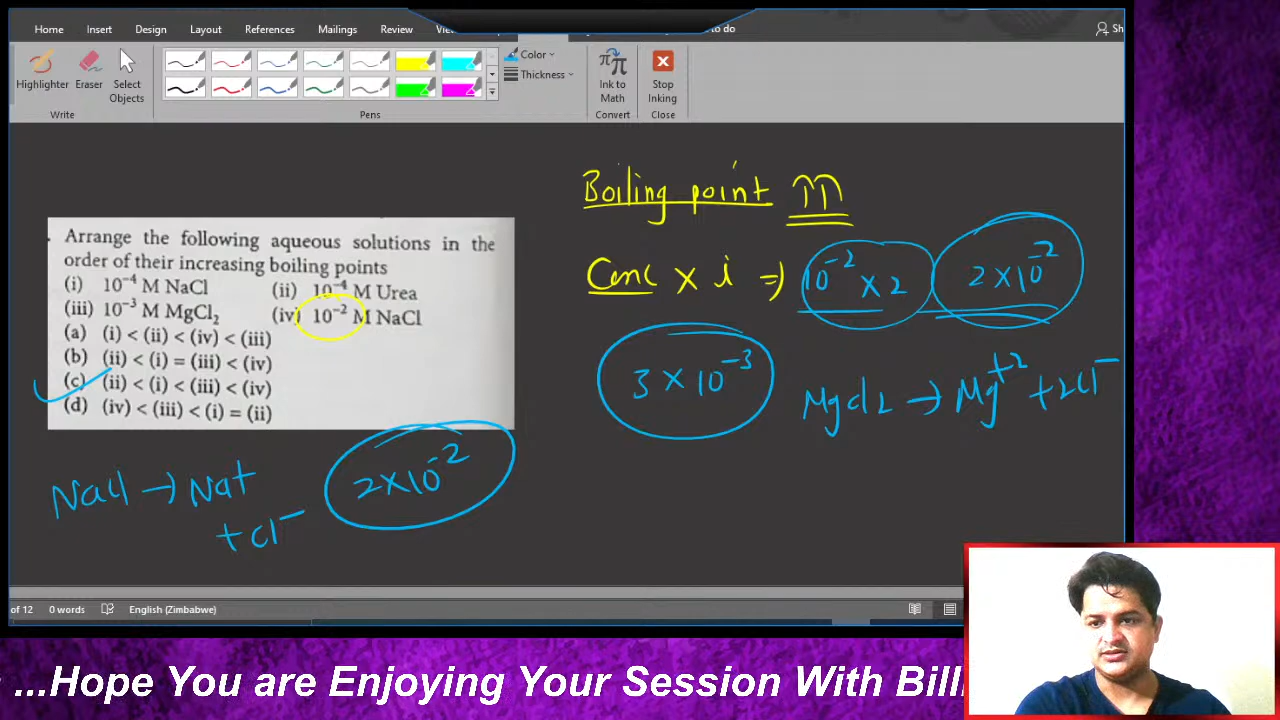 Home Insert Design Layout References Mailings Review
Highlighter Eraser Select Objects
Color
Thickness
Ink to Math
Stop Inking
Write Pens Convert Close
Boiling point ↑↑↑
Conc × i ⇒ 10⁻² × 2 2 × 10⁻²
3 × 10⁻³
MgCl2 → Mg⁺² + 2Cl⁻
Arrange the following aqueous solutions in the
order of their increasing boiling points
(i) 10⁻⁴ M NaCl (ii) 10⁻⁴ M Urea
(iii) 10⁻³ M MgCl₂ (iv) 10⁻² M NaCl
(a) (i) < (ii) < (iv) < (iii)
(b) (ii) < (i) = (iii) < (iv)
(c) (ii) < (i) < (iii) < (iv)
(d) (iv) < (iii) < (i) = (ii)
NaCl → Na+
+ Cl⁻
2×10⁻²
of 12 0 words English (Zimbabwe)
...Hope You are Enjoying Your Session With